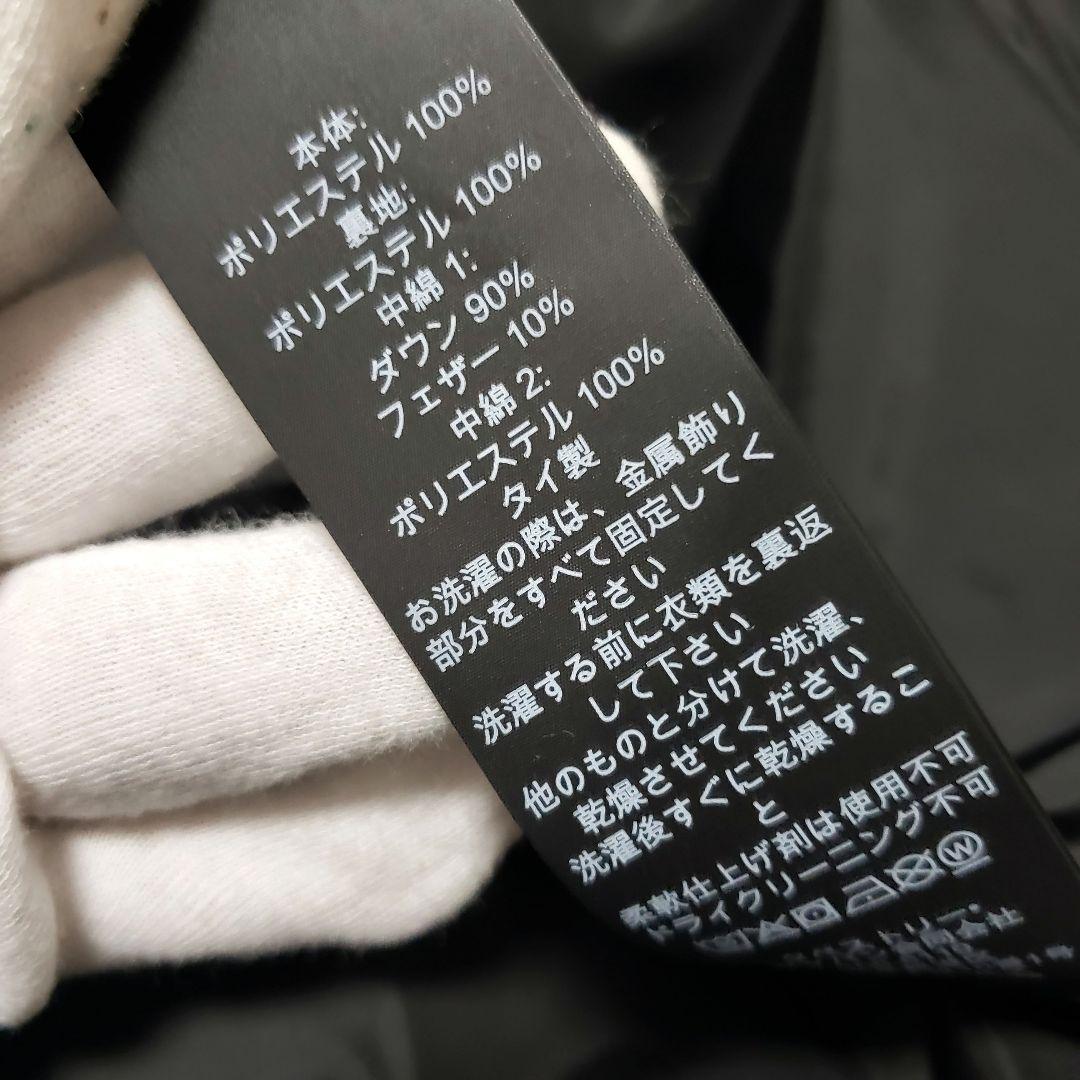 本体:
ポリエステル 100%
裏地:
ポリエステル 100%
中綿 1:
ダウン 90%
フェザー 10%
中綿 2:
ポリエステル 100%
タイ製
お洗濯の際は、金属飾り
部分をすべて固定してく
ださい
洗濯する前に衣類を裏返
して下さい
他のものと分けて洗濯、
乾燥させてください
洗濯後すぐに乾燥するこ
と
柔軟仕上げ剤は使用不可
ドライクリーニング不可
W